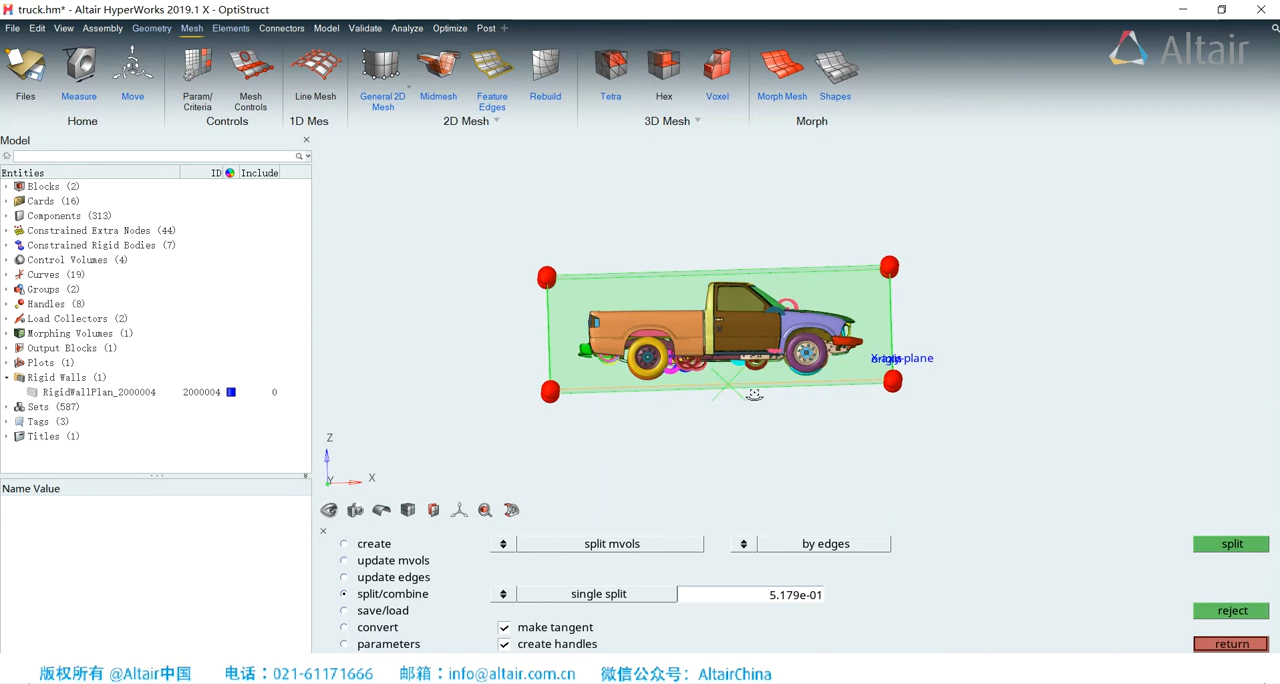 truck.hm* - Altair HyperWorks 2019.1 X - OptiStruct
File Edit View Assembly Geometry Mesh Elements Connectors Model Validate Analyze Optimize Post +
Altair
Files Measure Move Param/ Criteria Mesh Controls Line Mesh General 2D Mesh Midmesh Feature Edges Rebuild Tetra Hex Voxel Morph Mesh Shapes
Home Controls 1D Mes 2D Mesh 3D Mesh Morph
Model
Entities ID Include
Blocks (2)
Cards (16)
Components (313)
Constrained Extra Nodes (44)
Constrained Rigid Bodies (7)
Control Volumes (4)
Curves (19)
Groups (2)
Handles (8)
Load Collectors (2)
Morphing Volumes (1)
Output Blocks (1)
Plots (1)
Rigid Walls (1)
RigidWallPlan_2000004 2000004 0
Sets (587)
Tags (3)
Titles (1)
Name Value
Z
Y
X
create split mvols by edges split
update mvols
update edges
split/combine single split 5.179e-01
save/load reject
convert make tangent
parameters create handles return
版权所有 @Altair中国 电话：021-61171666 邮箱：info@altair.com.cn 微信公众号：AltairChina